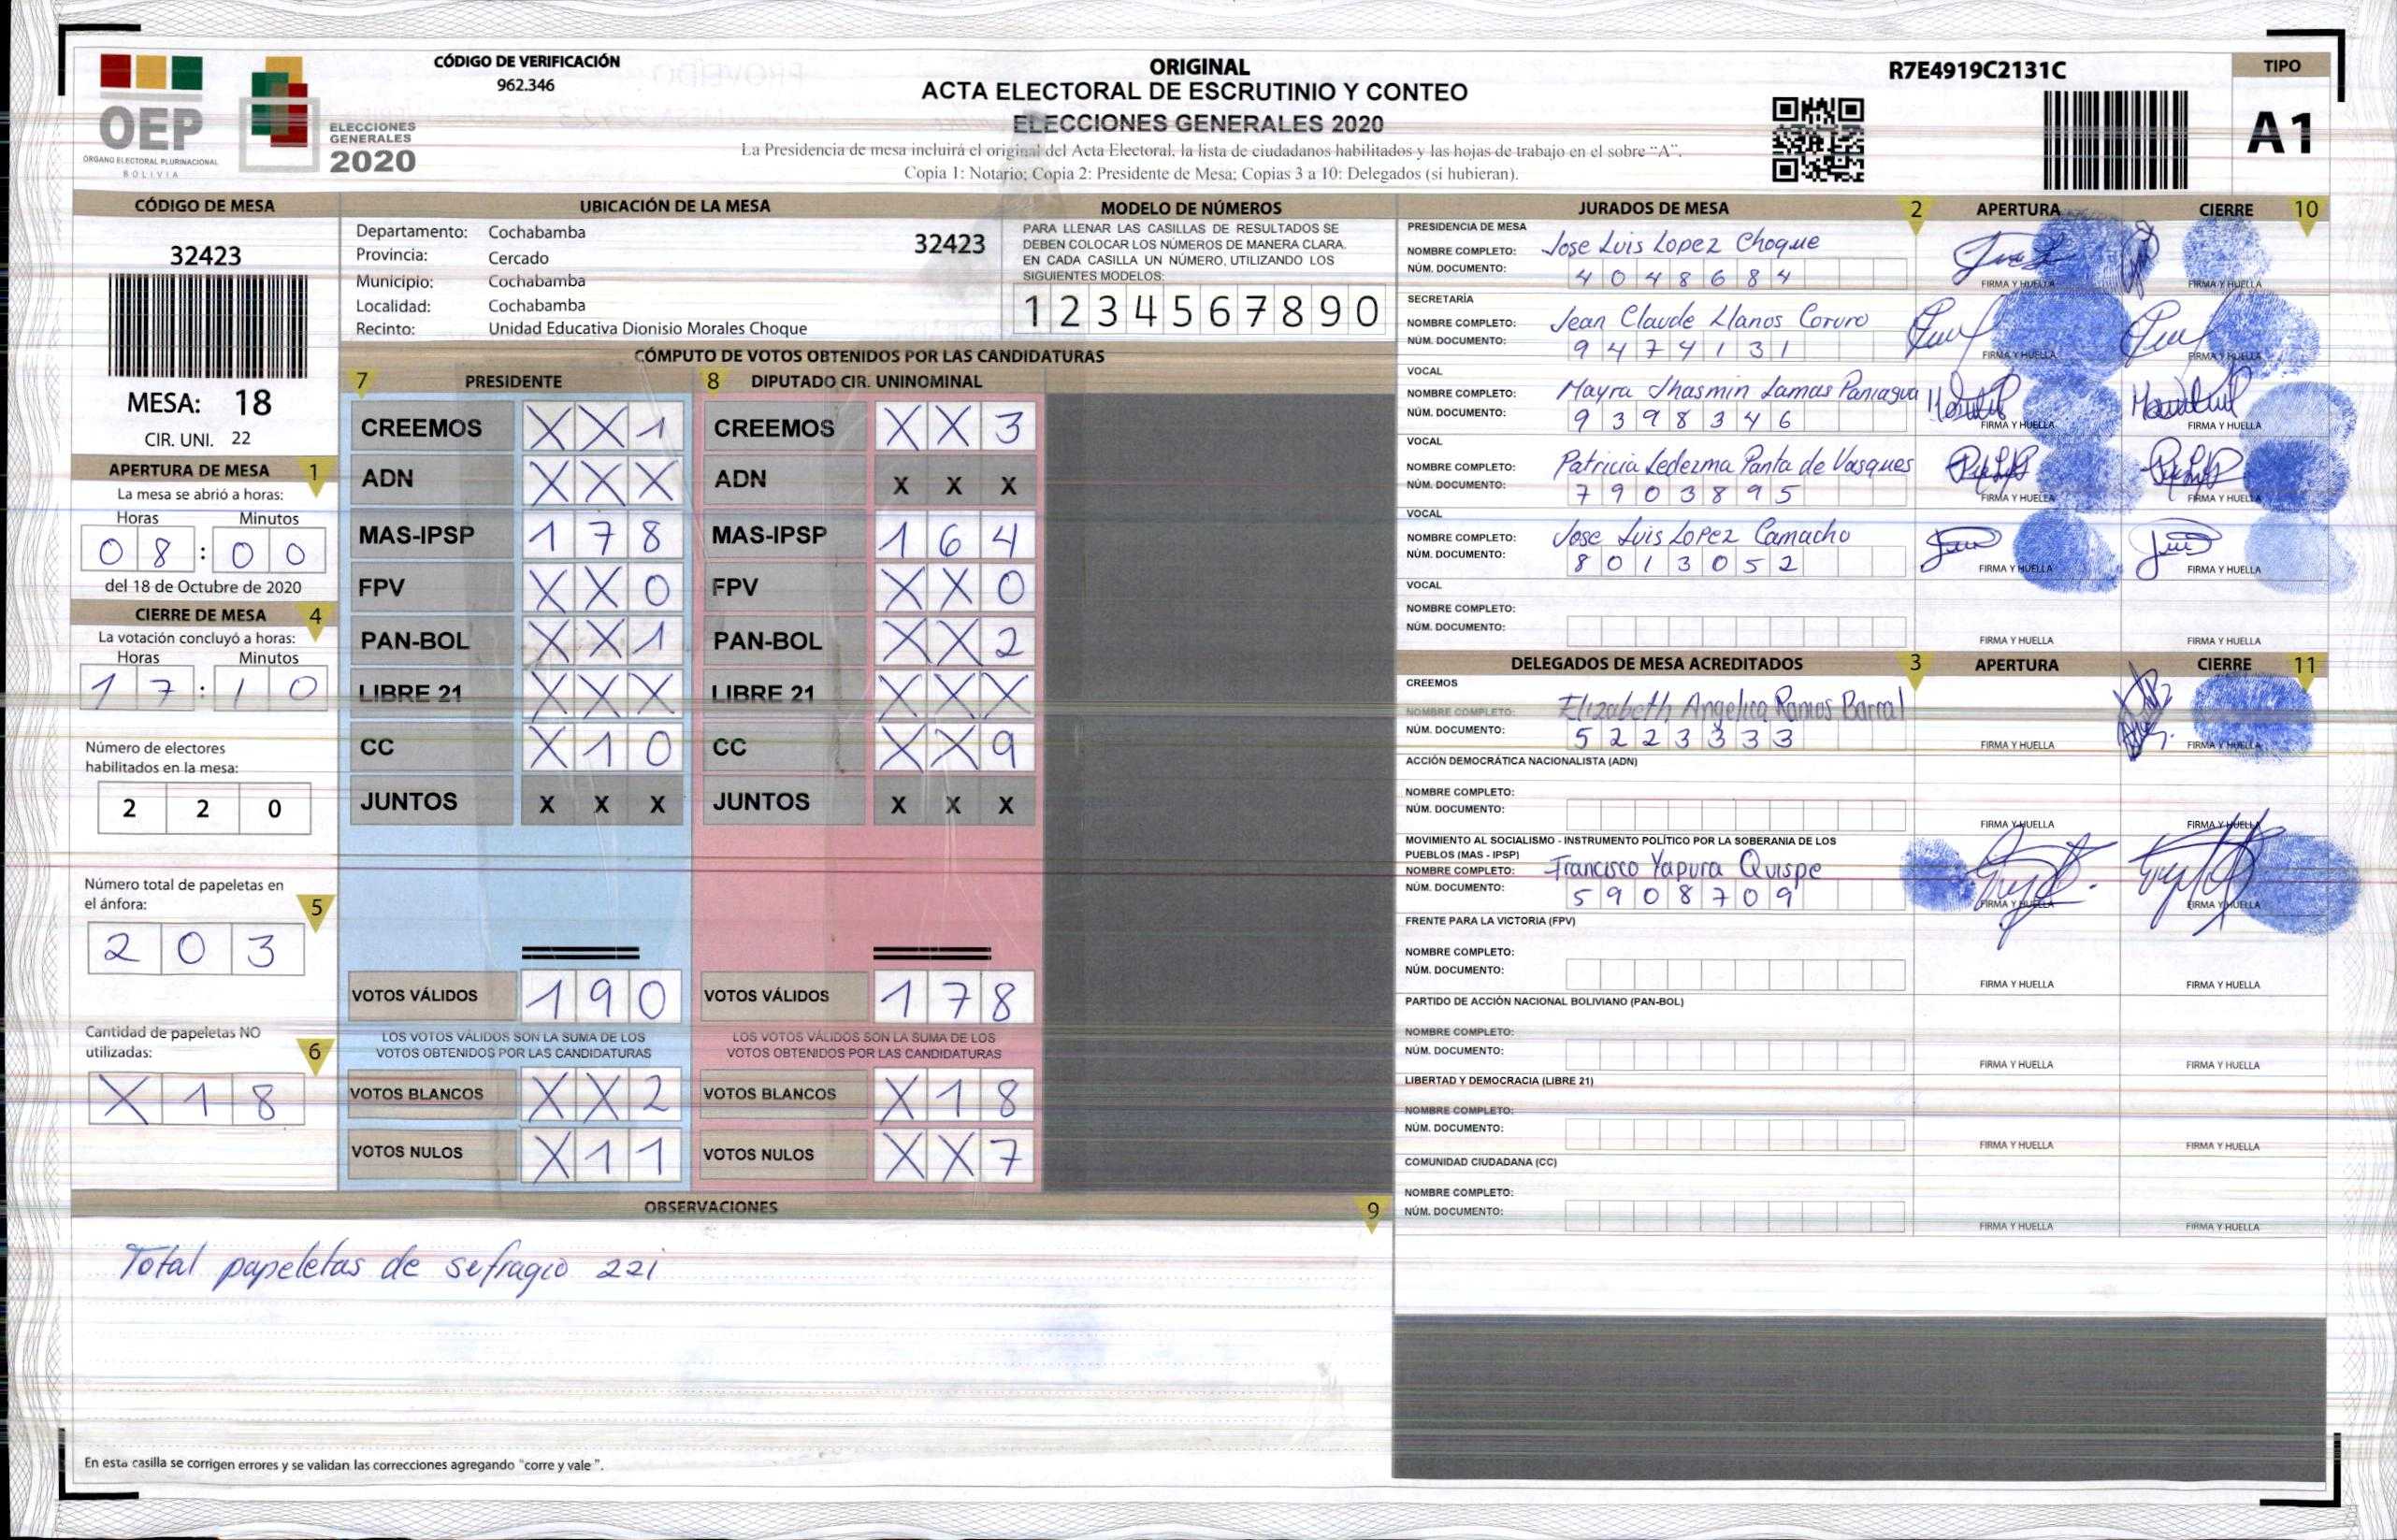 OEP
ÓRGANO ELECTORAL PLURINACIONAL
BOLIVIA
ELECCIONES
GENERALES
2020
CÓDIGO DE VERIFICACIÓN
962.346
ORIGINAL
ACTA ELECTORAL DE ESCRUTINIO Y CONTEO
ELECCIONES GENERALES 2020
La Presidencia de mesa incluirá el original del Acta Electoral, la lista de ciudadanos habilitados y las hojas de trabajo en el sobre "A".
Copia 1: Notario; Copia 2: Presidente de Mesa; Copias 3 a 10: Delegados (si hubieran).
R7E4919C2131C
TIPO
A1
CÓDIGO DE MESA
32423
MESA: 18
CIR. UNI. 22
APERTURA DE MESA 1
La mesa se abrió a horas:
Horas Minutos
0 8 : 0 0
del 18 de Octubre de 2020
CIERRE DE MESA 4
La votación concluyó a horas:
Horas Minutos
1 7 : 1 0
Número de electores
habilitados en la mesa:
2 2 0
Número total de papeletas en
el ánfora:
5
2 0 3
Cantidad de papeletas NO
utilizadas:
6
X 1 8
UBICACIÓN DE LA MESA
Departamento: Cochabamba
32423
Provincia: Cercado
Municipio: Cochabamba
Localidad: Cochabamba
Recinto: Unidad Educativa Dionisio Morales Choque
MODELO DE NÚMEROS
PARA LLENAR LAS CASILLAS DE RESULTADOS SE
DEBEN COLOCAR LOS NÚMEROS DE MANERA CLARA.
EN CADA CASILLA UN NÚMERO, UTILIZANDO LOS
SIGUIENTES MODELOS:
1 2 3 4 5 6 7 8 9 0
CÓMPUTO DE VOTOS OBTENIDOS POR LAS CANDIDATURAS
7 PRESIDENTE 8 DIPUTADO CIR. UNINOMINAL
CREEMOS X X 1 CREEMOS X X 3
ADN X X X ADN X X X
MAS-IPSP 1 7 8 MAS-IPSP 1 6 4
FPV X X 0 FPV X X 0
PAN-BOL X X 1 PAN-BOL X X 2
LIBRE 21 X X X LIBRE 21 X X X
CC X 1 0 CC X X 9
JUNTOS X X X JUNTOS X X X
VOTOS VÁLIDOS 1 9 0 VOTOS VÁLIDOS 1 7 8
LOS VOTOS VÁLIDOS SON LA SUMA DE LOS LOS VOTOS VÁLIDOS SON LA SUMA DE LOS
VOTOS OBTENIDOS POR LAS CANDIDATURAS VOTOS OBTENIDOS POR LAS CANDIDATURAS
VOTOS BLANCOS X X 2 VOTOS BLANCOS X 1 8
VOTOS NULOS X 1 1 VOTOS NULOS X X 7
OBSERVACIONES 9
Total papeletas de sefragio 221
En esta casilla se corrigen errores y se validan las correcciones agregando "corre y vale".
JURADOS DE MESA 2 APERTURA CIERRE 10
PRESIDENCIA DE MESA
NOMBRE COMPLETO: Jose Luis Lopez Choque
NÚM. DOCUMENTO: 4 0 4 8 6 8 4
FIRMA Y HUELLA FIRMA Y HUELLA
SECRETARÍA
NOMBRE COMPLETO: Jean Claude Llanos Coruro
NÚM. DOCUMENTO: 9 4 7 4 1 3 1
FIRMA Y HUELLA FIRMA Y HUELLA
VOCAL
NOMBRE COMPLETO: Mayra Jhasmin Lamas Paniagua
NÚM. DOCUMENTO: 9 3 9 8 3 4 6
FIRMA Y HUELLA FIRMA Y HUELLA
VOCAL
NOMBRE COMPLETO: Patricia Ledezma Panta de Vasques
NÚM. DOCUMENTO: 7 9 0 3 8 9 5
FIRMA Y HUELLA FIRMA Y HUELLA
VOCAL
NOMBRE COMPLETO: Jose Luis Lopez Camacho
NÚM. DOCUMENTO: 8 0 1 3 0 5 2
FIRMA Y HUELLA FIRMA Y HUELLA
VOCAL
NOMBRE COMPLETO:
NÚM. DOCUMENTO:
FIRMA Y HUELLA FIRMA Y HUELLA
DELEGADOS DE MESA ACREDITADOS 3 APERTURA CIERRE 11
CREEMOS
NOMBRE COMPLETO: Elizabeth Angelica Ramos Barral
NÚM. DOCUMENTO: 5 2 2 3 3 3 3
FIRMA Y HUELLA FIRMA Y HUELLA
ACCIÓN DEMOCRÁTICA NACIONALISTA (ADN)
NOMBRE COMPLETO:
NÚM. DOCUMENTO:
FIRMA Y HUELLA FIRMA Y HUELLA
MOVIMIENTO AL SOCIALISMO - INSTRUMENTO POLÍTICO POR LA SOBERANIA DE LOS
PUEBLOS (MAS - IPSP)
NOMBRE COMPLETO: Francisco Yapura Quispe
NÚM. DOCUMENTO: 5 9 0 8 7 0 9
FIRMA Y HUELLA FIRMA Y HUELLA
FRENTE PARA LA VICTORIA (FPV)
NOMBRE COMPLETO:
NÚM. DOCUMENTO:
FIRMA Y HUELLA FIRMA Y HUELLA
PARTIDO DE ACCIÓN NACIONAL BOLIVIANO (PAN-BOL)
NOMBRE COMPLETO:
NÚM. DOCUMENTO:
FIRMA Y HUELLA FIRMA Y HUELLA
LIBERTAD Y DEMOCRACIA (LIBRE 21)
NOMBRE COMPLETO:
NÚM. DOCUMENTO:
FIRMA Y HUELLA FIRMA Y HUELLA
COMUNIDAD CIUDADANA (CC)
NOMBRE COMPLETO:
NÚM. DOCUMENTO:
FIRMA Y HUELLA FIRMA Y HUELLA